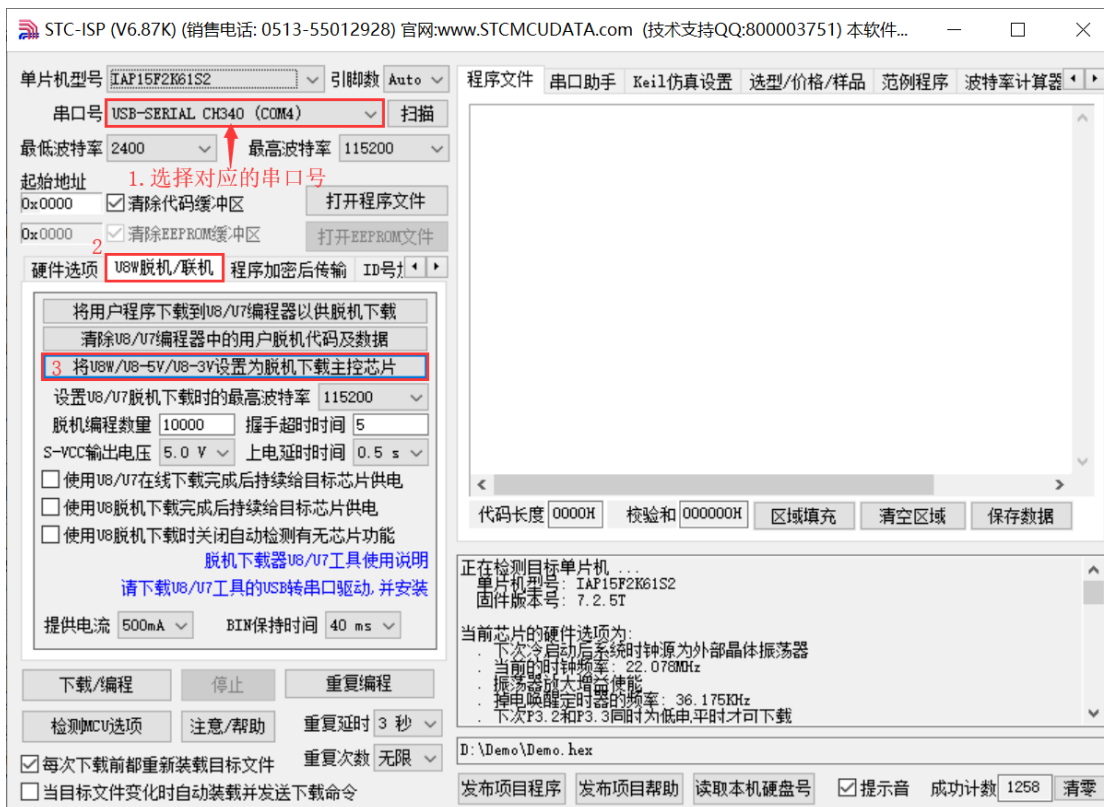 STC-ISP (V6.87K) (销售电话: 0513-55012928) 官网:www.STCMCUDATA.com (技术支持QQ:800003751) 本软件...
单片机型号 IAP15F2K61S2 引脚数 Auto
串口号 USB-SERIAL CH340 (COM4) 扫描
最低波特率 2400 最高波特率 115200
1.选择对应的串口号
起始地址
0x0000 清除代码缓冲区 打开程序文件
0x0000 清除EEPROM缓冲区 打开EEPROM文件
2
硬件选项 U8W脱机/联机 程序加密后传输
将用户程序下载到U8/U7编程器以供脱机下载
清除U8/U7编程器中的用户脱机代码及数据
3 将U8W/U8-5V/U8-3V设置为脱机下载主控芯片
设置U8/U7脱机下载时的最高波特率 115200
脱机编程数量 10000 握手超时时间 5
S-VCC输出电压 5.0 V 上电延时时间 0.5 s
使用U8/U7在线下载完成后持续给目标芯片供电
使用U8脱机下载完成后持续给目标芯片供电
使用U8脱机下载时关闭自动检测有无芯片功能
脱机下载器U8/U7工具使用说明
请下载U8/U7工具的USB转串口驱动,并安装
提供电流 500mA BIN保持时间 40 ms
下载/编程 停止 重复编程
检测MCU选项 注意/帮助 重复延时 3 秒
重复次数 无限
每次下载前都重新装载目标文件
当目标文件变化时自动装载并发送下载命令
程序文件 串口助手 Keil仿真设置 选型/价格/样品 范例程序 波特率计算器
代码长度 0000H 校验和 000000H 区域填充 清空区域 保存数据
正在检测目标单片机 ...
单片机型号: IAP15F2K61S2
固件版本号: 7.2.5T
当前芯片的硬件选项为:
. 下次冷启动后系统时钟源为外部晶体振荡器
. 当前的时钟频率: 22.078MHz
. 振荡器放大增益使能
. 掉电唤醒定时器的频率: 36.175KHz
. 下次P3.2和P3.3同时为低电平时才可下载
D:\Demo\Demo.hex
发布项目程序 发布项目帮助 读取本机硬盘号 提示音 成功计数 1258 清零